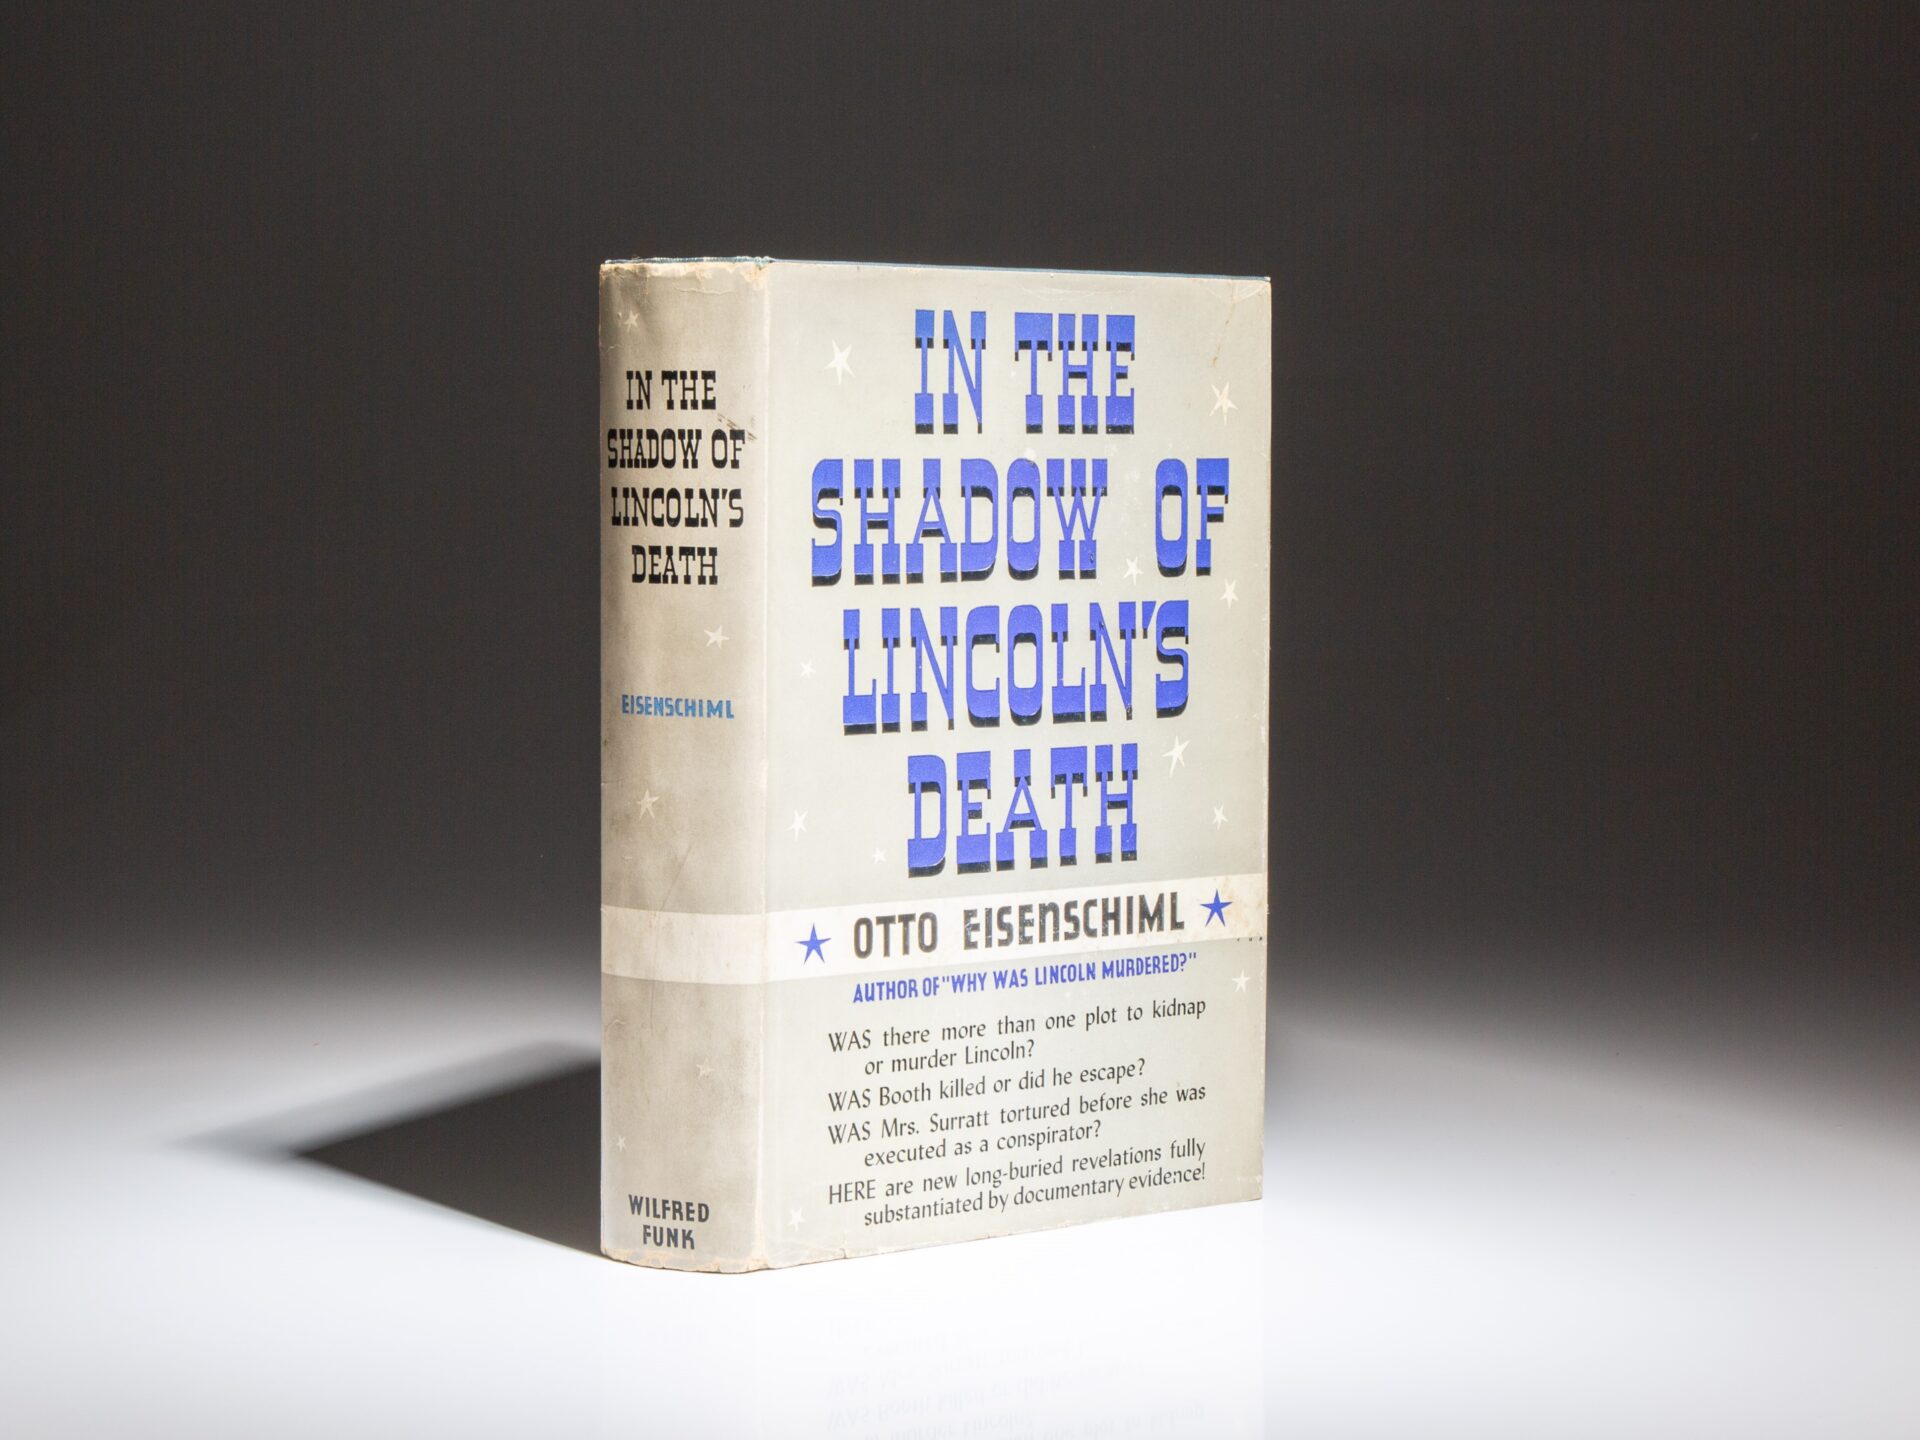 IN THE
SHADOW OF
LINCOLN'S
DEATH
EISENSCHIML
WILFRED
FUNK
IN THE
SHADOW OF
LINCOLN'S
DEATH
OTTO EISENSCHIML
AUTHOR OF "WHY WAS LINCOLN MURDERED?"
WAS there more than one plot to kidnap
or murder Lincoln?
WAS Booth killed or did he escape?
WAS Mrs. Surratt tortured before she was
executed as a conspirator?
HERE are new long-buried revelations fully
substantiated by documentary evidence!